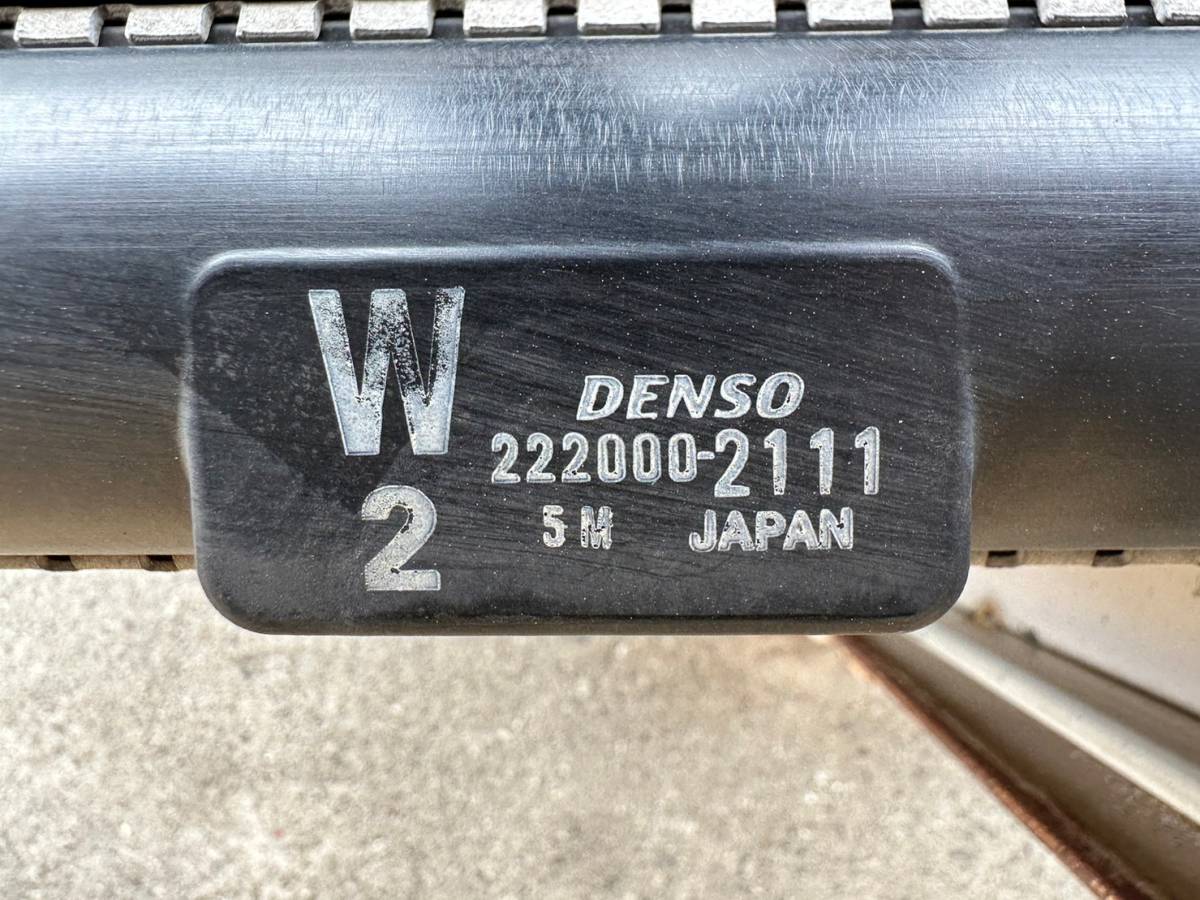 W
2
DENSO
222000-2111
5M JAPAN